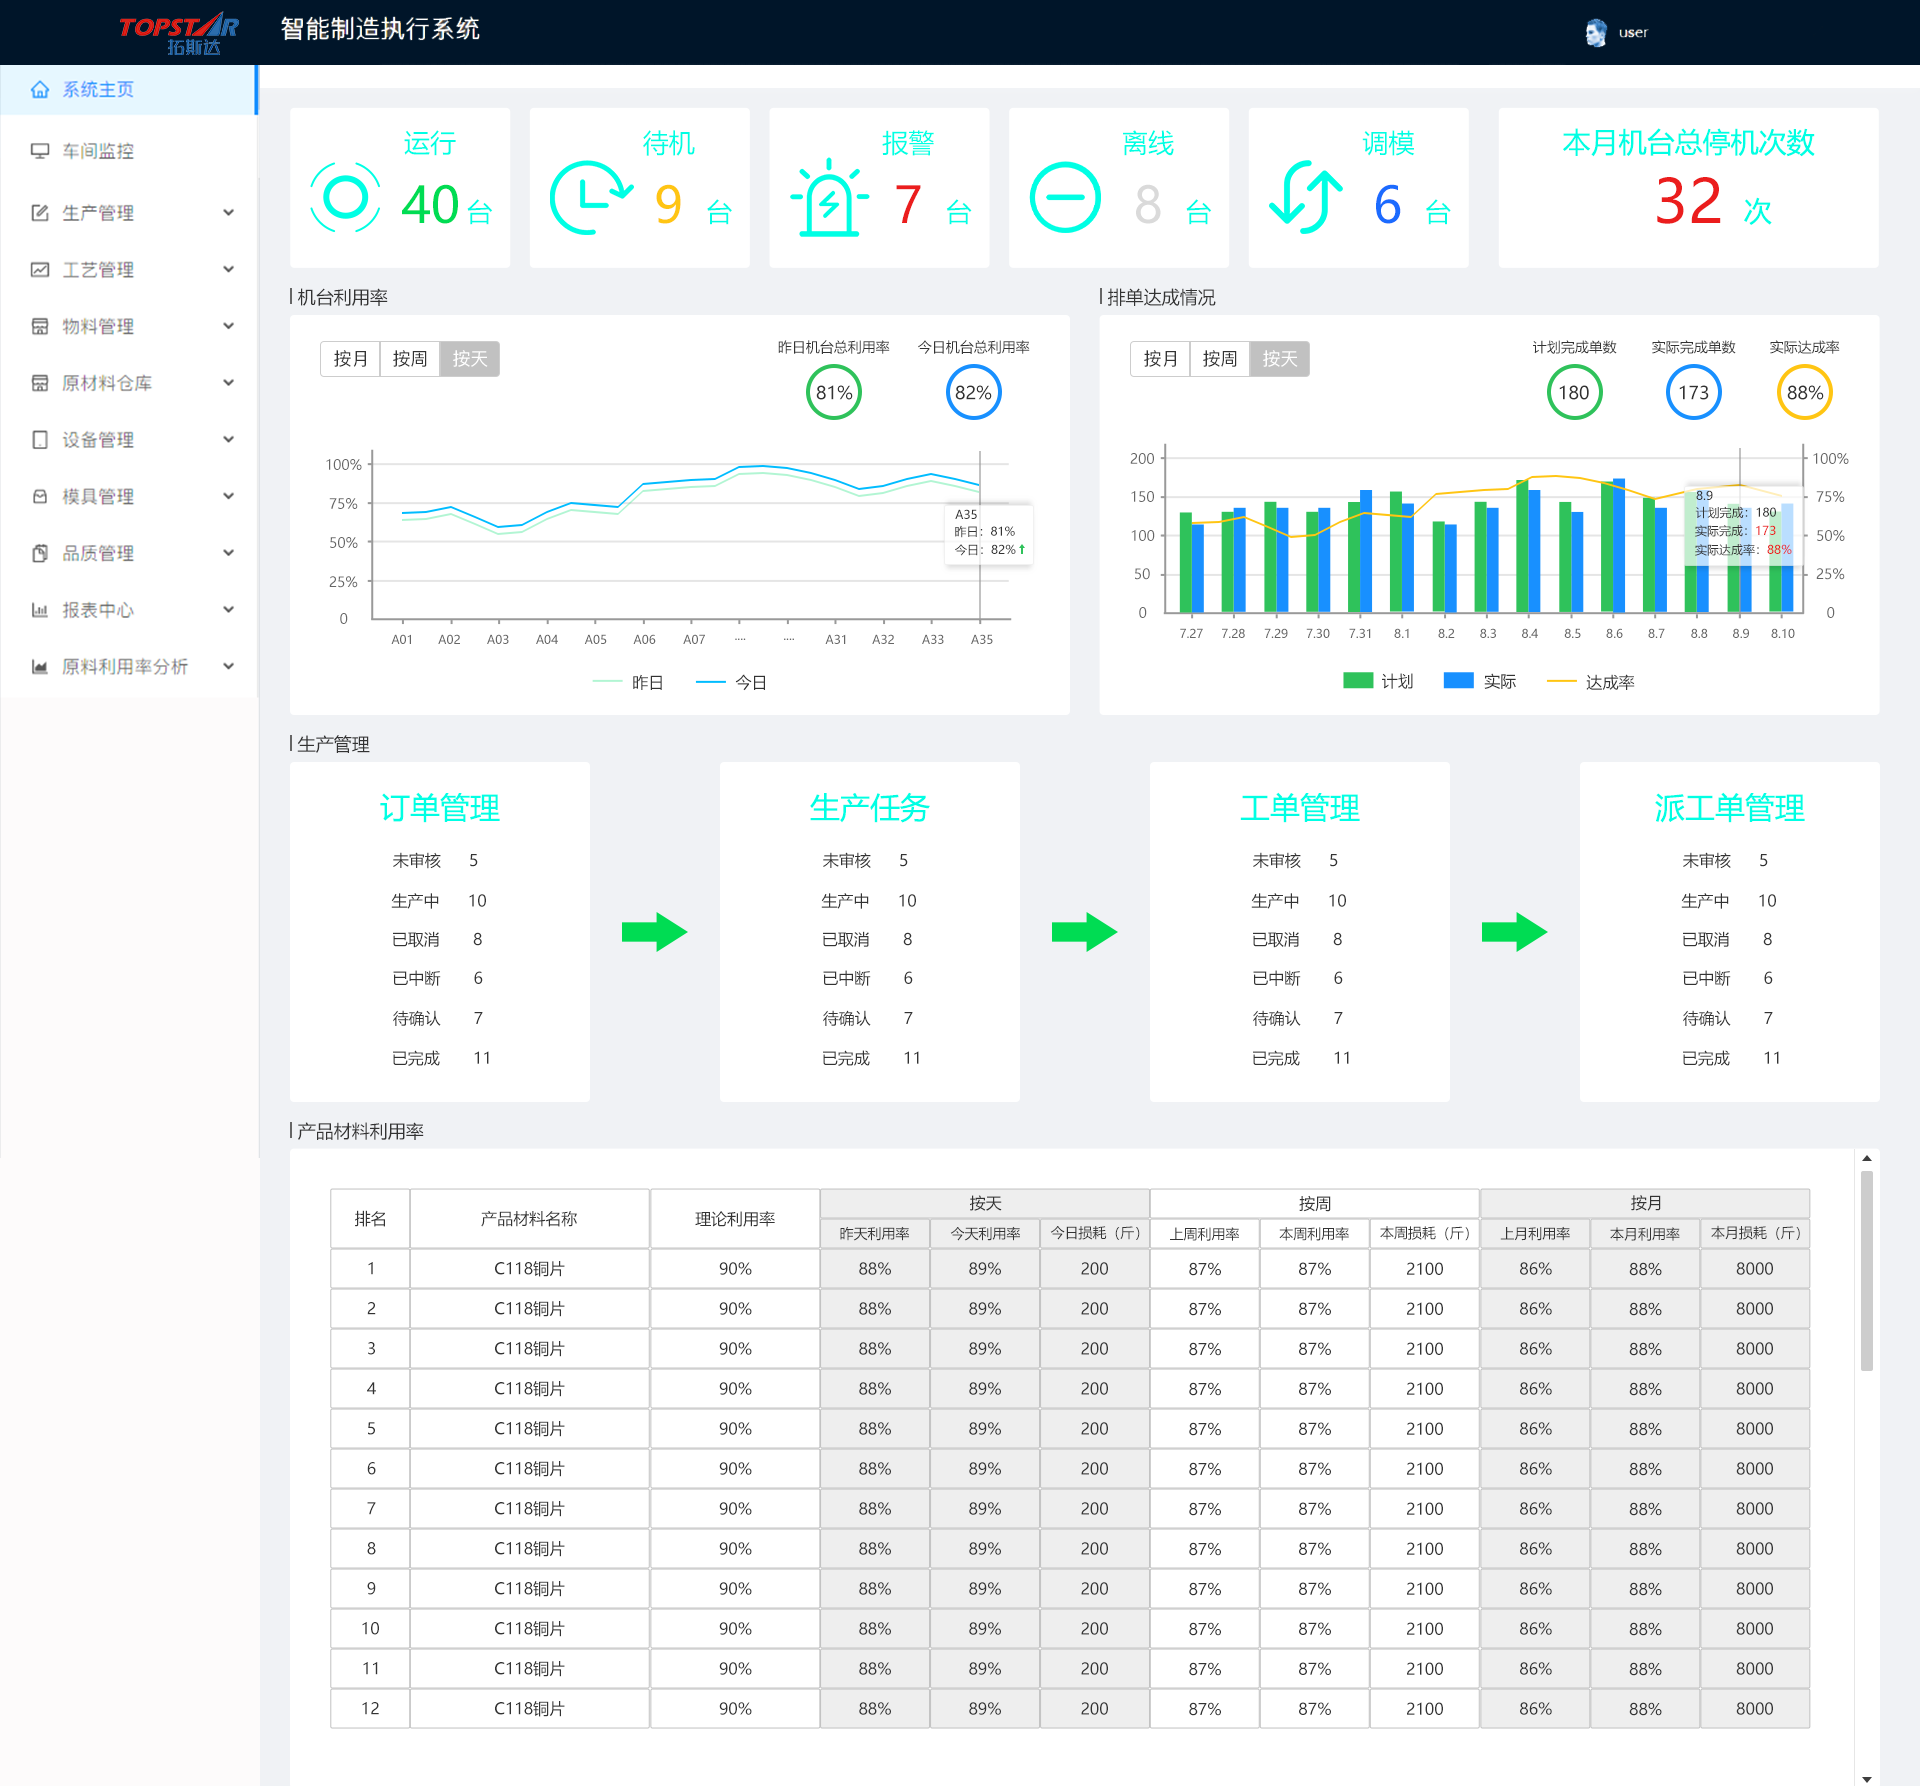 TOPSTAR
拓斯达
智能制造执行系统
user
系统主页
车间监控
生产管理
工艺管理
物料管理
原材料仓库
设备管理
模具管理
品质管理
报表中心
原料利用率分析
运行
40 台
待机
9 台
报警
7 台
离线
8 台
调模
6 台
本月机台总停机次数
32 次
机台利用率
按月 按周 按天
昨日机台总利用率 今日机台总利用率
81% 82%
100%
75%
50%
25%
0
A35
昨日：81%
今日：82%
A01 A02 A03 A04 A05 A06 A07 ···· ···· A31 A32 A33 A35
昨日 今日
排单达成情况
按月 按周 按天
计划完成单数 实际完成单数 实际达成率
180 173 88%
200 100%
150 75%
100 50%
50 25%
0 0
8.9
计划完成：180
实际完成：173
实际达成率：88%
7.27 7.28 7.29 7.30 7.31 8.1 8.2 8.3 8.4 8.5 8.6 8.7 8.8 8.9 8.10
计划 实际 达成率
生产管理
订单管理
未审核 5
生产中 10
已取消 8
已中断 6
待确认 7
已完成 11
生产任务
未审核 5
生产中 10
已取消 8
已中断 6
待确认 7
已完成 11
工单管理
未审核 5
生产中 10
已取消 8
已中断 6
待确认 7
已完成 11
派工单管理
未审核 5
生产中 10
已取消 8
已中断 6
待确认 7
已完成 11
产品材料利用率
排名 产品材料名称 理论利用率 按天 按周 按月
昨天利用率 今天利用率 今日损耗（斤） 上周利用率 本周利用率 本周损耗（斤） 上月利用率 本月利用率 本月损耗（斤）
1 C118铜片 90% 88% 89% 200 87% 87% 2100 86% 88% 8000
2 C118铜片 90% 88% 89% 200 87% 87% 2100 86% 88% 8000
3 C118铜片 90% 88% 89% 200 87% 87% 2100 86% 88% 8000
4 C118铜片 90% 88% 89% 200 87% 87% 2100 86% 88% 8000
5 C118铜片 90% 88% 89% 200 87% 87% 2100 86% 88% 8000
6 C118铜片 90% 88% 89% 200 87% 87% 2100 86% 88% 8000
7 C118铜片 90% 88% 89% 200 87% 87% 2100 86% 88% 8000
8 C118铜片 90% 88% 89% 200 87% 87% 2100 86% 88% 8000
9 C118铜片 90% 88% 89% 200 87% 87% 2100 86% 88% 8000
10 C118铜片 90% 88% 89% 200 87% 87% 2100 86% 88% 8000
11 C118铜片 90% 88% 89% 200 87% 87% 2100 86% 88% 8000
12 C118铜片 90% 88% 89% 200 87% 87% 2100 86% 88% 8000